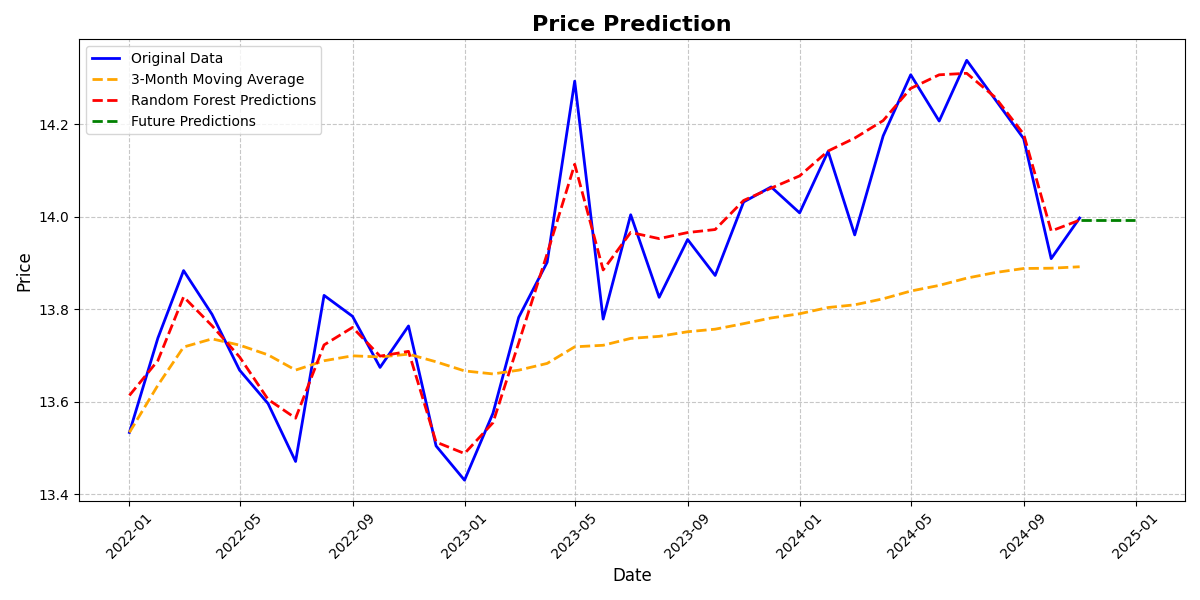 Price Prediction
Original Data
3-Month Moving Average
Random Forest Predictions
Future Predictions
Price
14.2
14.0
13.8
13.6
13.4
2022-01
2022-05
2022-09
2023-01
2023-05
2023-09
2024-01
2024-05
2024-09
2025-01
Date